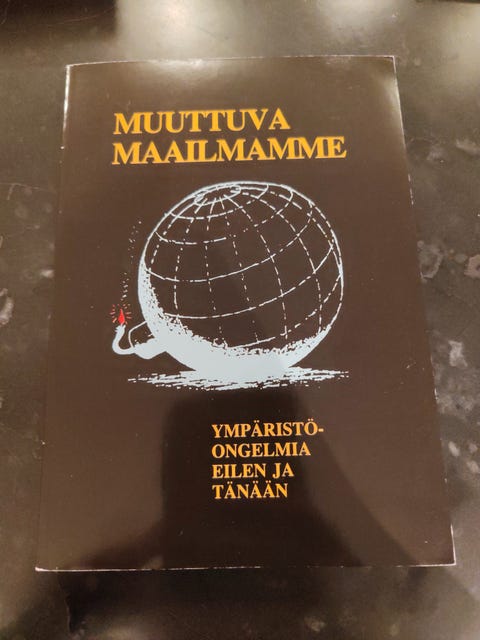 MUUTTUVA
MAAILMAMME
YMPÄRISTÖ-
ONGELMIA
EILEN JA
TÄNÄÄN